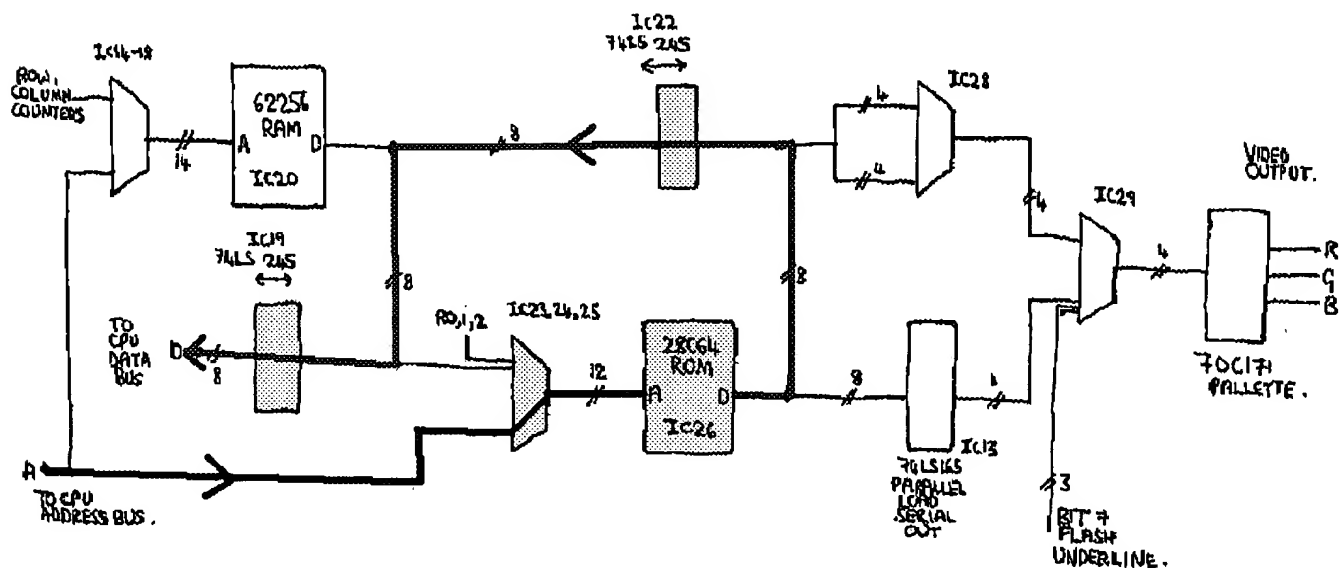 IC14-18
ROW,
COLUMN
COUNTERS
14
A
62256
RAM
D
IC20
8
IC22
74LS 245
4
4
IC28
4
IC29
VIDEO
OUTPUT.
4
R
G
B
70C171
PALLETTE.
IC19
74LS 245
8
8
TO
CPU
DATA
BUS
D
8
R0,1,2
IC23,24,25
12
28C64
ROM
A
D
IC26
8
IC13
74LS165
PARALLEL
LOAD
SERIAL
OUT
1
3
BIT 7
FLASH
UNDERLINE.
A
TO CPU
ADDRESS BUS.